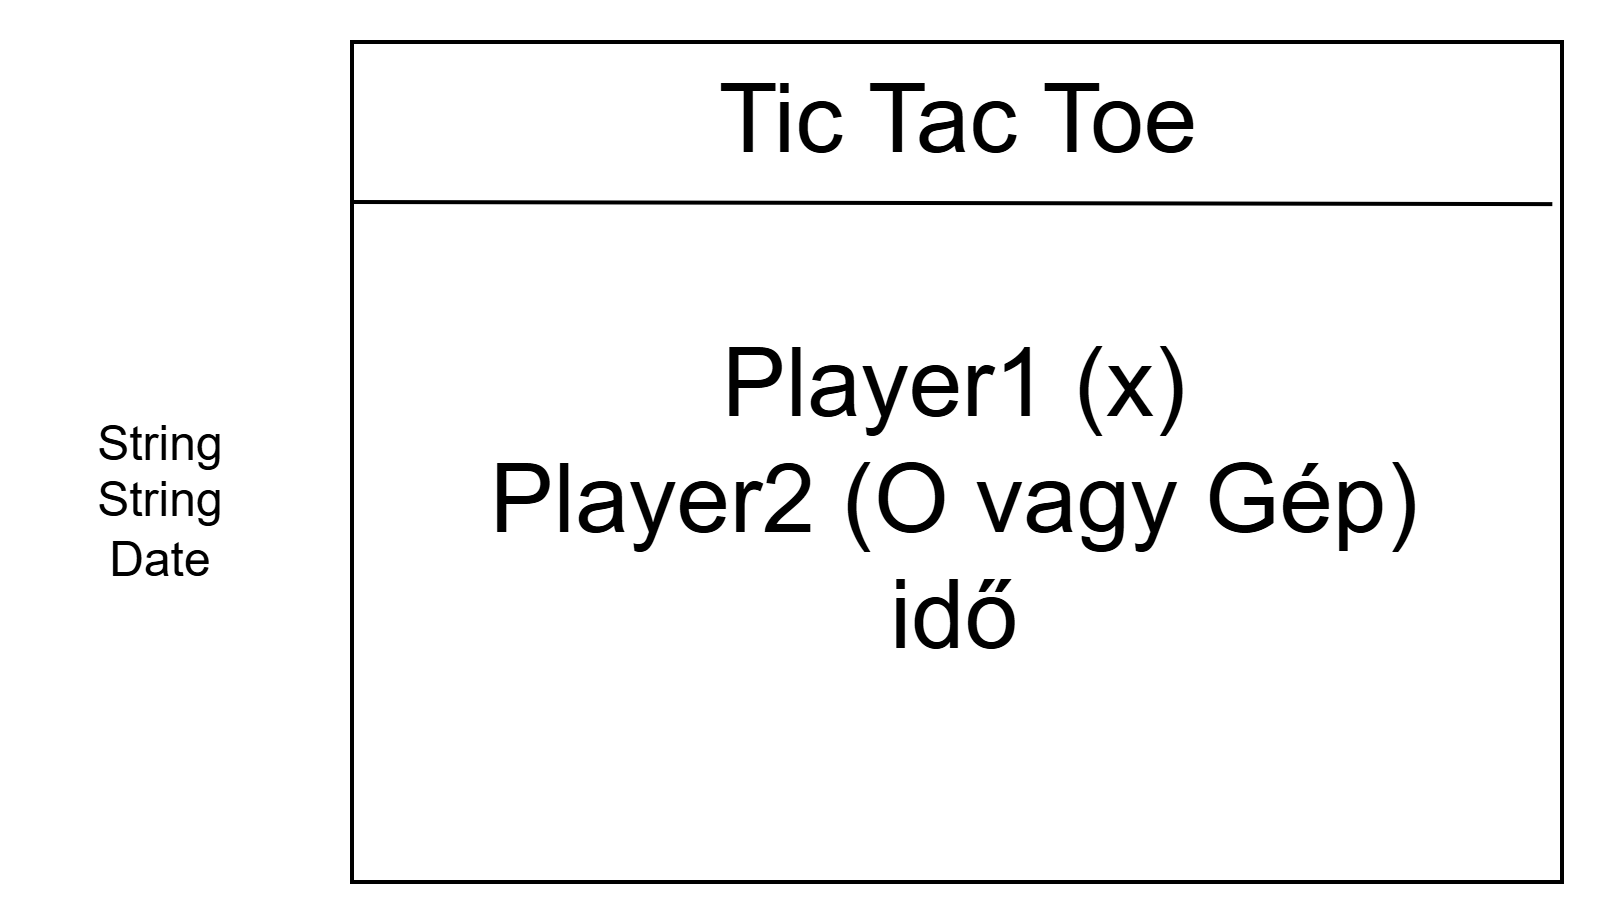 Tic Tac Toe
Player1 (x)
Player2 (O vagy Gép)
idő
String
String
Date